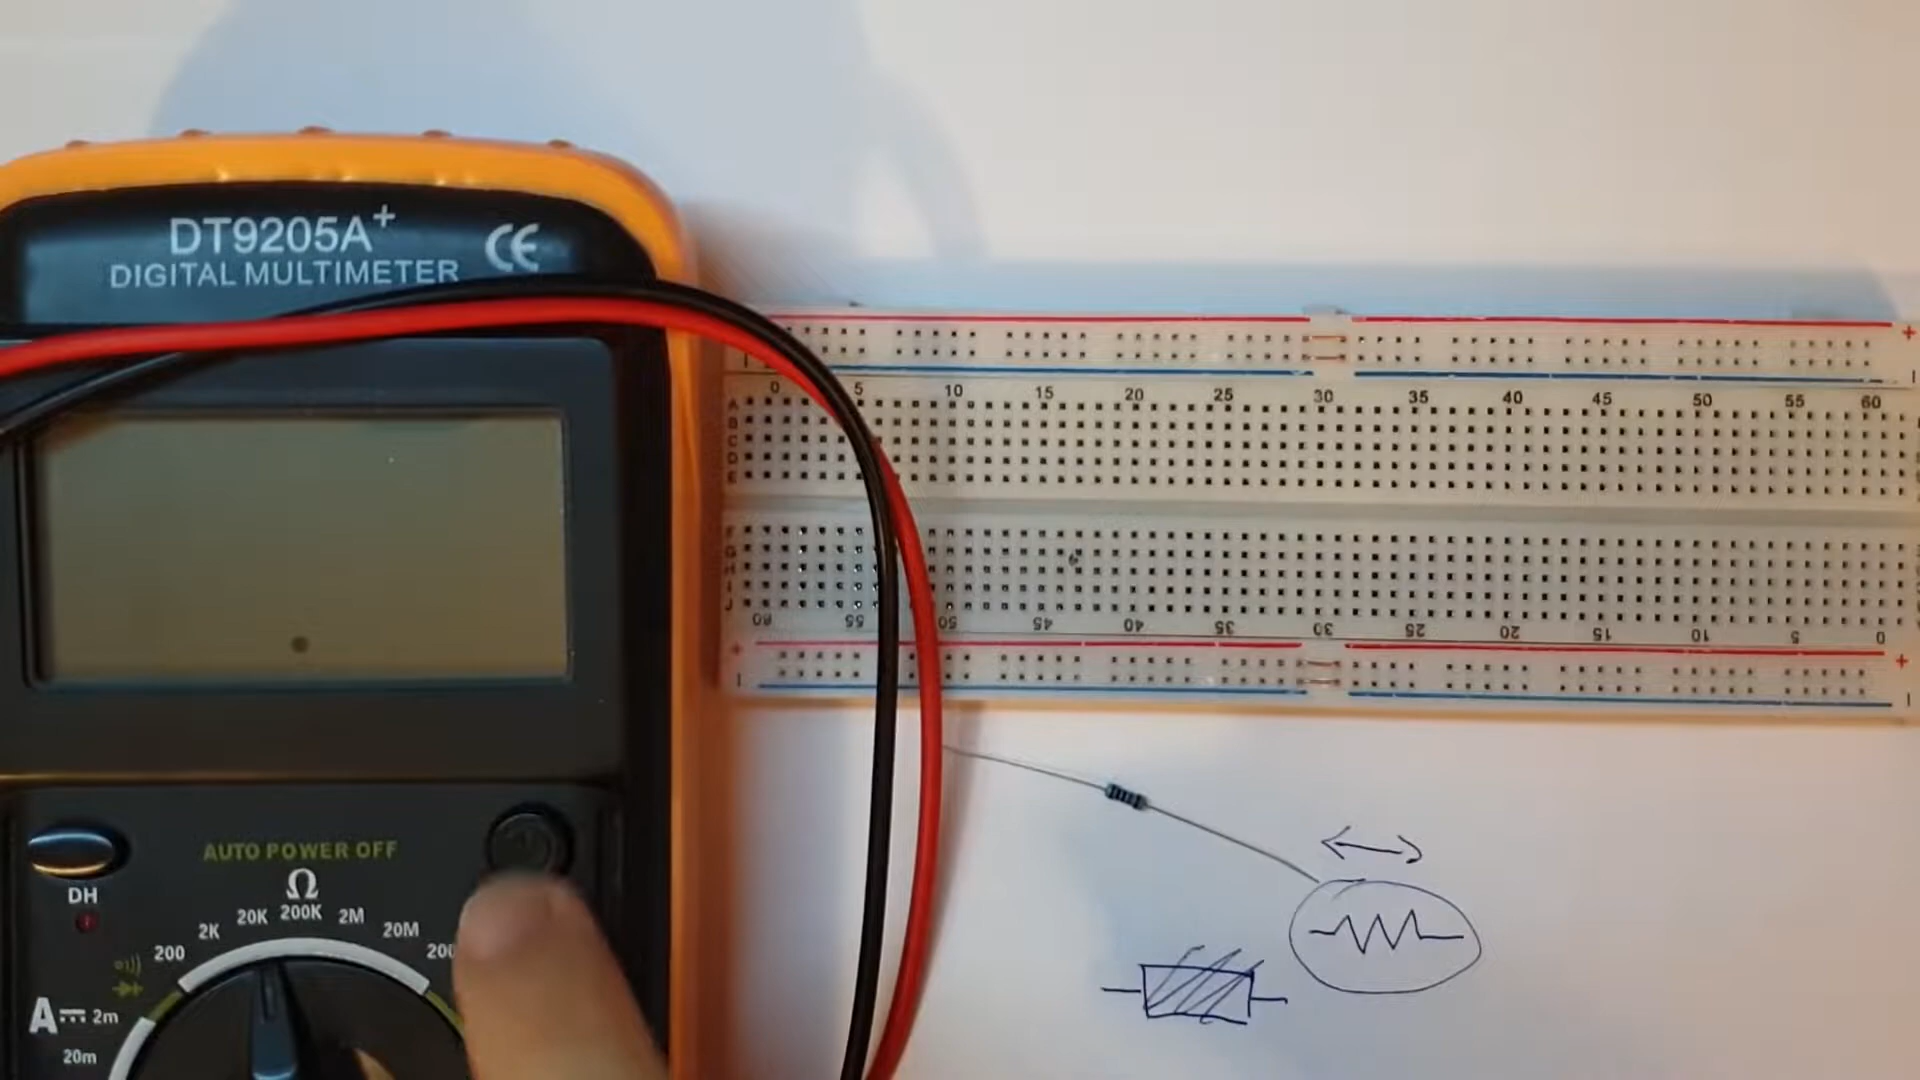 DT9205A+
CE
DIGITAL MULTIMETER
+
0 5 10 15 20 25 30 35 40 45 50 55 60
A
B
C
D
E
F
G
H
I
J
60 55 50 45 40 35 30 25 20 15 10 5 0
+ +
AUTO POWER OFF
DH
Ω
200 2K 20K 200K 2M 20M 200
A 2m
20m